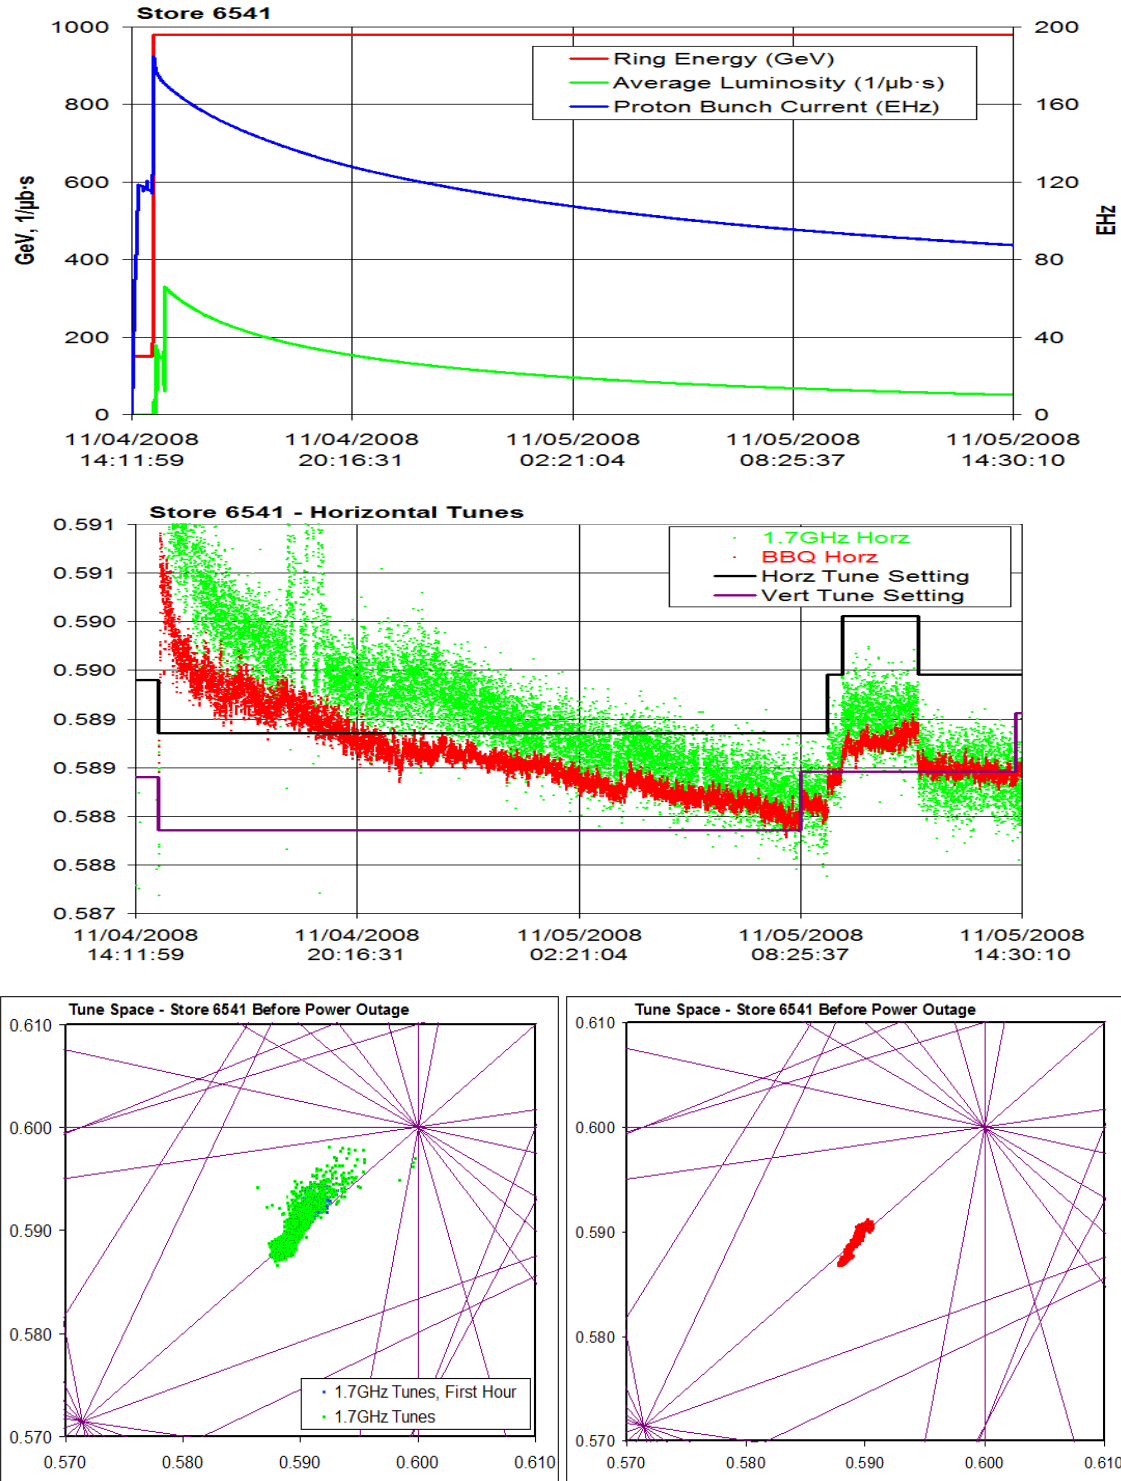 Store 6541
1000
800
600
400
200
0
GeV, 1/µb·s
200
160
120
80
40
0
EHz
Ring Energy (GeV)
Average Luminosity (1/µb·s)
Proton Bunch Current (EHz)
11/04/2008 11/04/2008 11/05/2008 11/05/2008 11/05/2008
14:11:59 20:16:31 02:21:04 08:25:37 14:30:10
Store 6541 - Horizontal Tunes
0.591
0.591
0.590
0.590
0.589
0.589
0.588
0.588
0.587
1.7GHz Horz
BBQ Horz
Horz Tune Setting
Vert Tune Setting
11/04/2008 11/04/2008 11/05/2008 11/05/2008 11/05/2008
14:11:59 20:16:31 02:21:04 08:25:37 14:30:10
Tune Space - Store 6541 Before Power Outage
0.610
0.600
0.590
0.580
0.570
1.7GHz Tunes, First Hour
1.7GHz Tunes
0.570 0.580 0.590 0.600 0.610
Tune Space - Store 6541 Before Power Outage
0.610
0.600
0.590
0.580
0.570
0.570 0.580 0.590 0.600 0.610